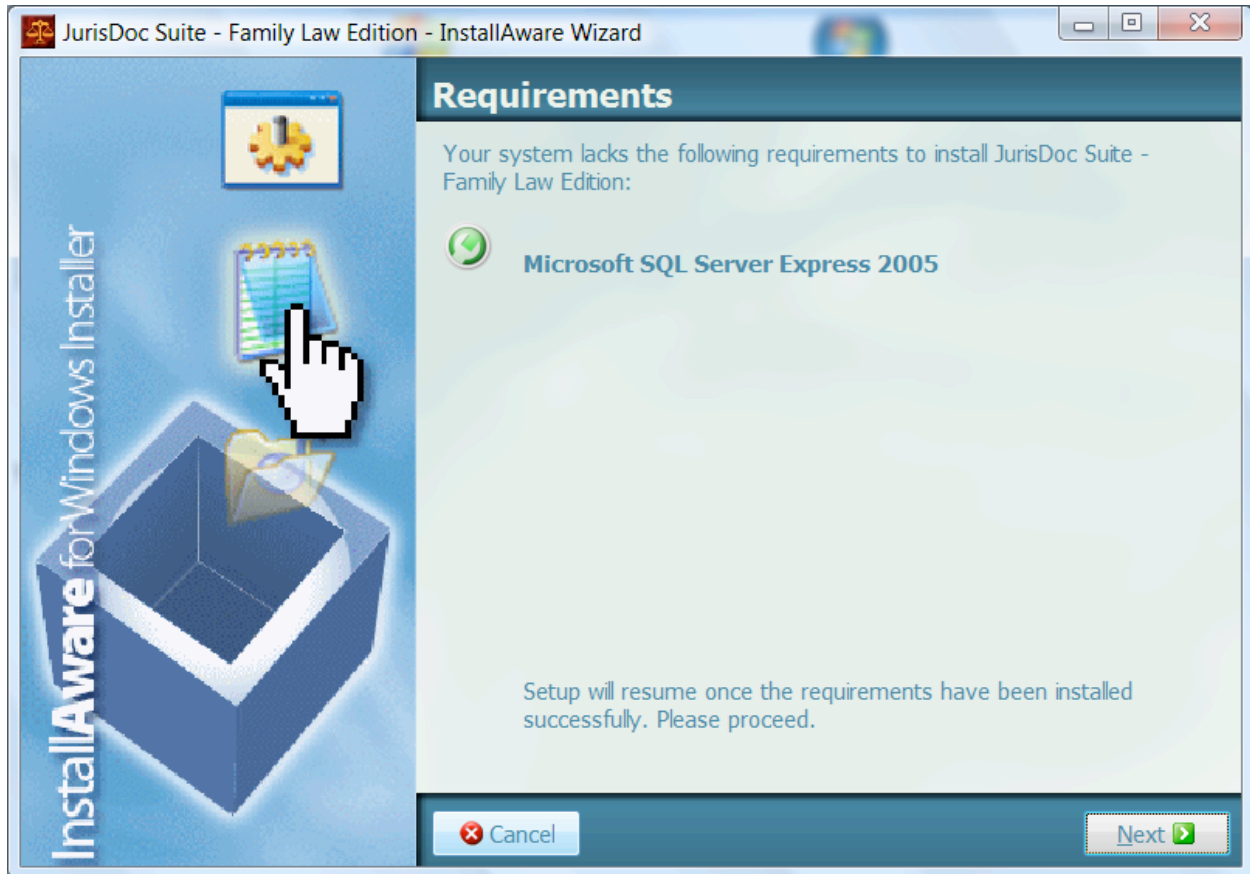 JurisDoc Suite - Family Law Edition - InstallAware Wizard
Requirements
Your system lacks the following requirements to install JurisDoc Suite -
Family Law Edition:
Microsoft SQL Server Express 2005
Setup will resume once the requirements have been installed
successfully. Please proceed.
InstallAware for Windows Installer
Cancel
Next